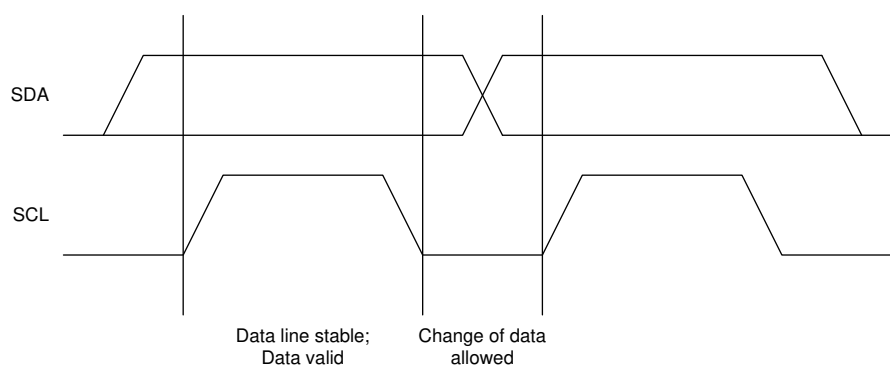 SDA
SCL
Data line stable;
Data valid
Change of data
allowed